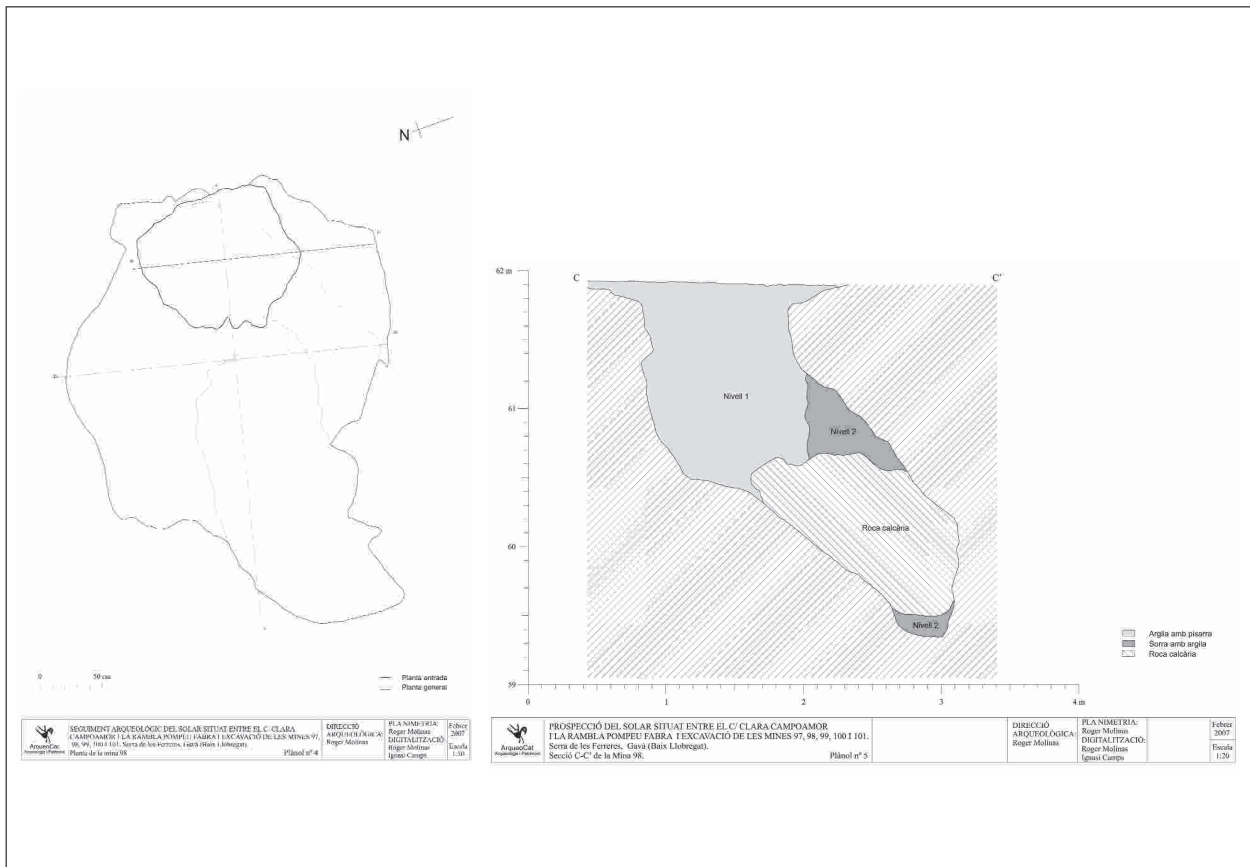 N
0 50 cm
Planta entrada
Planta general
ArqueoCat
Arqueologia i Patrimoni
SEGUIMENT ARQUEOLÒGIC DEL SOLAR SITUAT ENTRE EL C/ CLARA
CAMPOAMOR I LA RAMBLA POMPEU FABRA I EXCAVACIÓ DE LES MINES 97,
98, 99, 100 I 101. Serra de les Ferreres, Gavà (Baix Llobregat).
Planta de la mina 98 Plànol nº 4
DIRECCIÓ
ARQUEOLÒGICA:
Roger Molinas
PLANIMETRIA:
Roger Molinas
DIGITALITZACIÓ:
Roger Molinas
Ignasi Camps
Febrer
2007
Escala
62 m
C C'
61
60
59
Nivell 1
Nivell 2
Roca calcària
Nivell 2
0 1 2 3 4 m
Argila amb pisarra
Sorra amb argila
Roca calcària
ArqueoCat
Arqueologia i Patrimoni
PROSPECCIÓ DEL SOLAR SITUAT ENTRE EL C/ CLARA CAMPOAMOR
I LA RAMBLA POMPEU FABRA I EXCAVACIÓ DE LES MINES 97, 98, 99, 100 I 101.
Serra de les Ferreres, Gavà (Baix Llobregat).
Secció C-C' de la Mina 98. Plànol nº 5
DIRECCIÓ
ARQUEOLÒGICA:
Roger Molinas
PLANIMETRIA:
Roger Molinas
DIGITALITZACIÓ:
Roger Molinas
Ignasi Camps
Febrer
2007
Escala
1:20